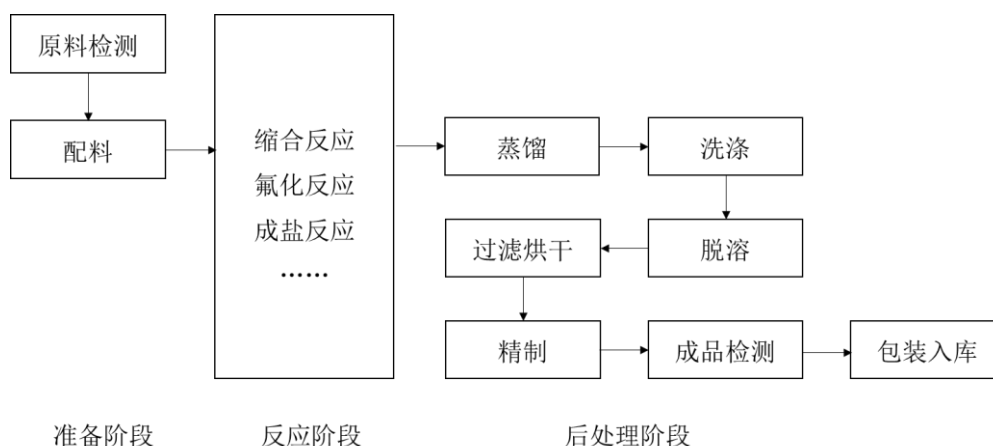 原料检测
配料
缩合反应
氟化反应
成盐反应
……
蒸馏
洗涤
脱溶
过滤烘干
精制
成品检测
包装入库
准备阶段
反应阶段
后处理阶段